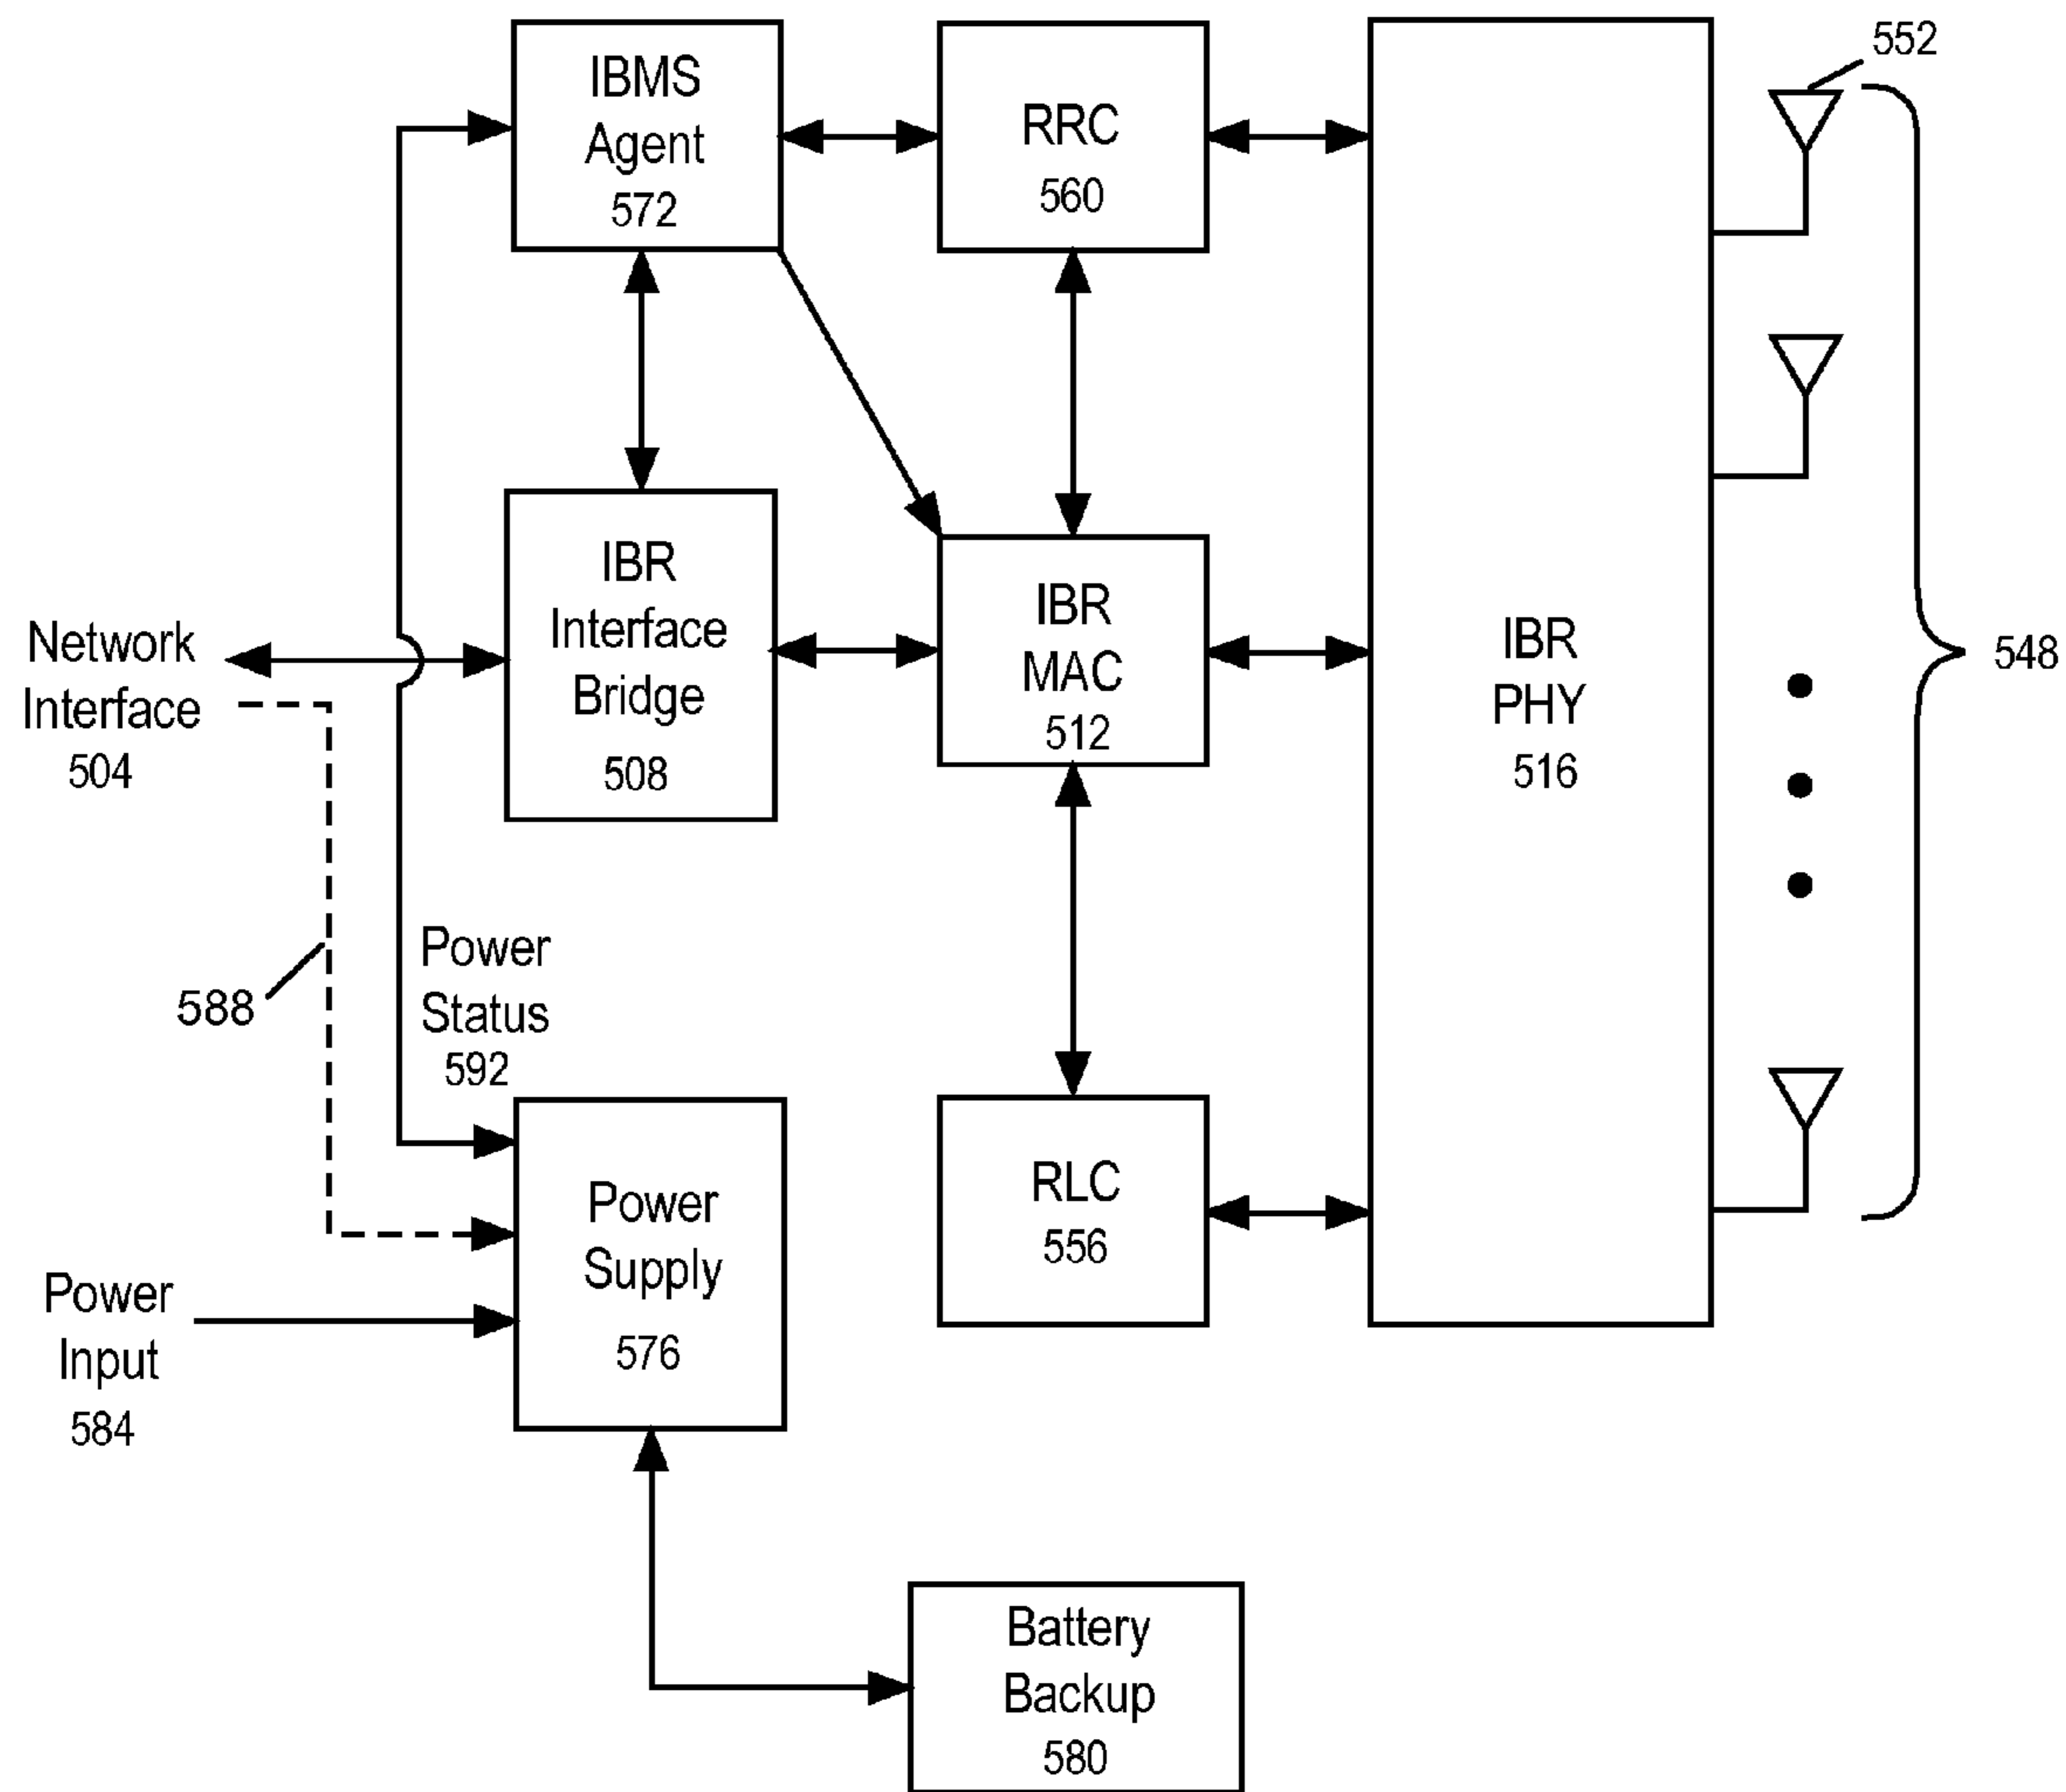 552
IBMS
Agent
572
RRC
560
IBR
Interface
Bridge
508
IBR
MAC
512
IBR
PHY
516
548
Network
Interface
504
588
Power
Status
592
Power
Supply
576
RLC
556
Power
Input
584
Battery
Backup
580